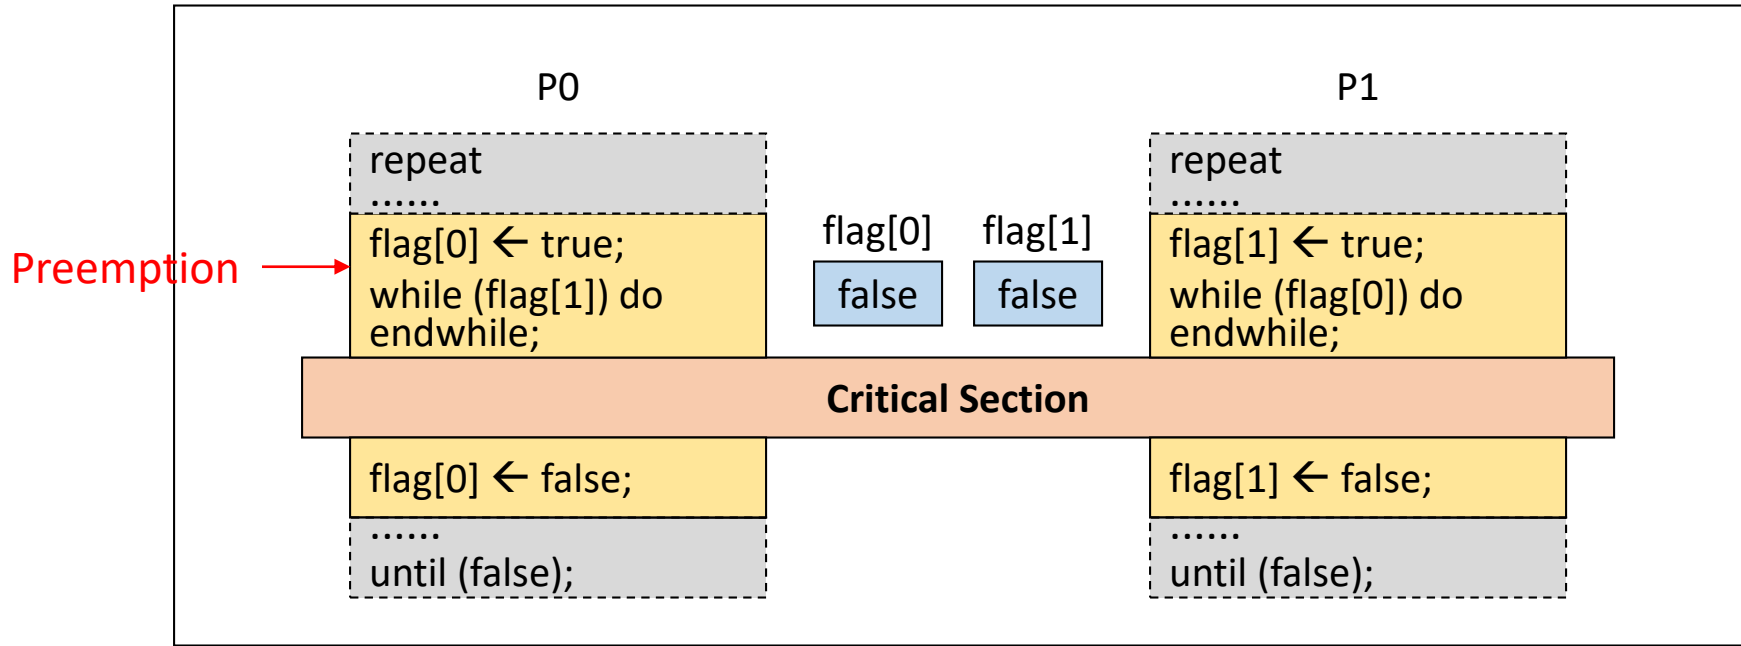 P0
P1
repeat
......
repeat
......
flag[0] flag[1]
Preemption
flag[0] ← true;
while (flag[1]) do
endwhile;
false
false
flag[1] ← true;
while (flag[0]) do
endwhile;
Critical Section
flag[0] ← false;
flag[1] ← false;
......
until (false);
......
until (false);